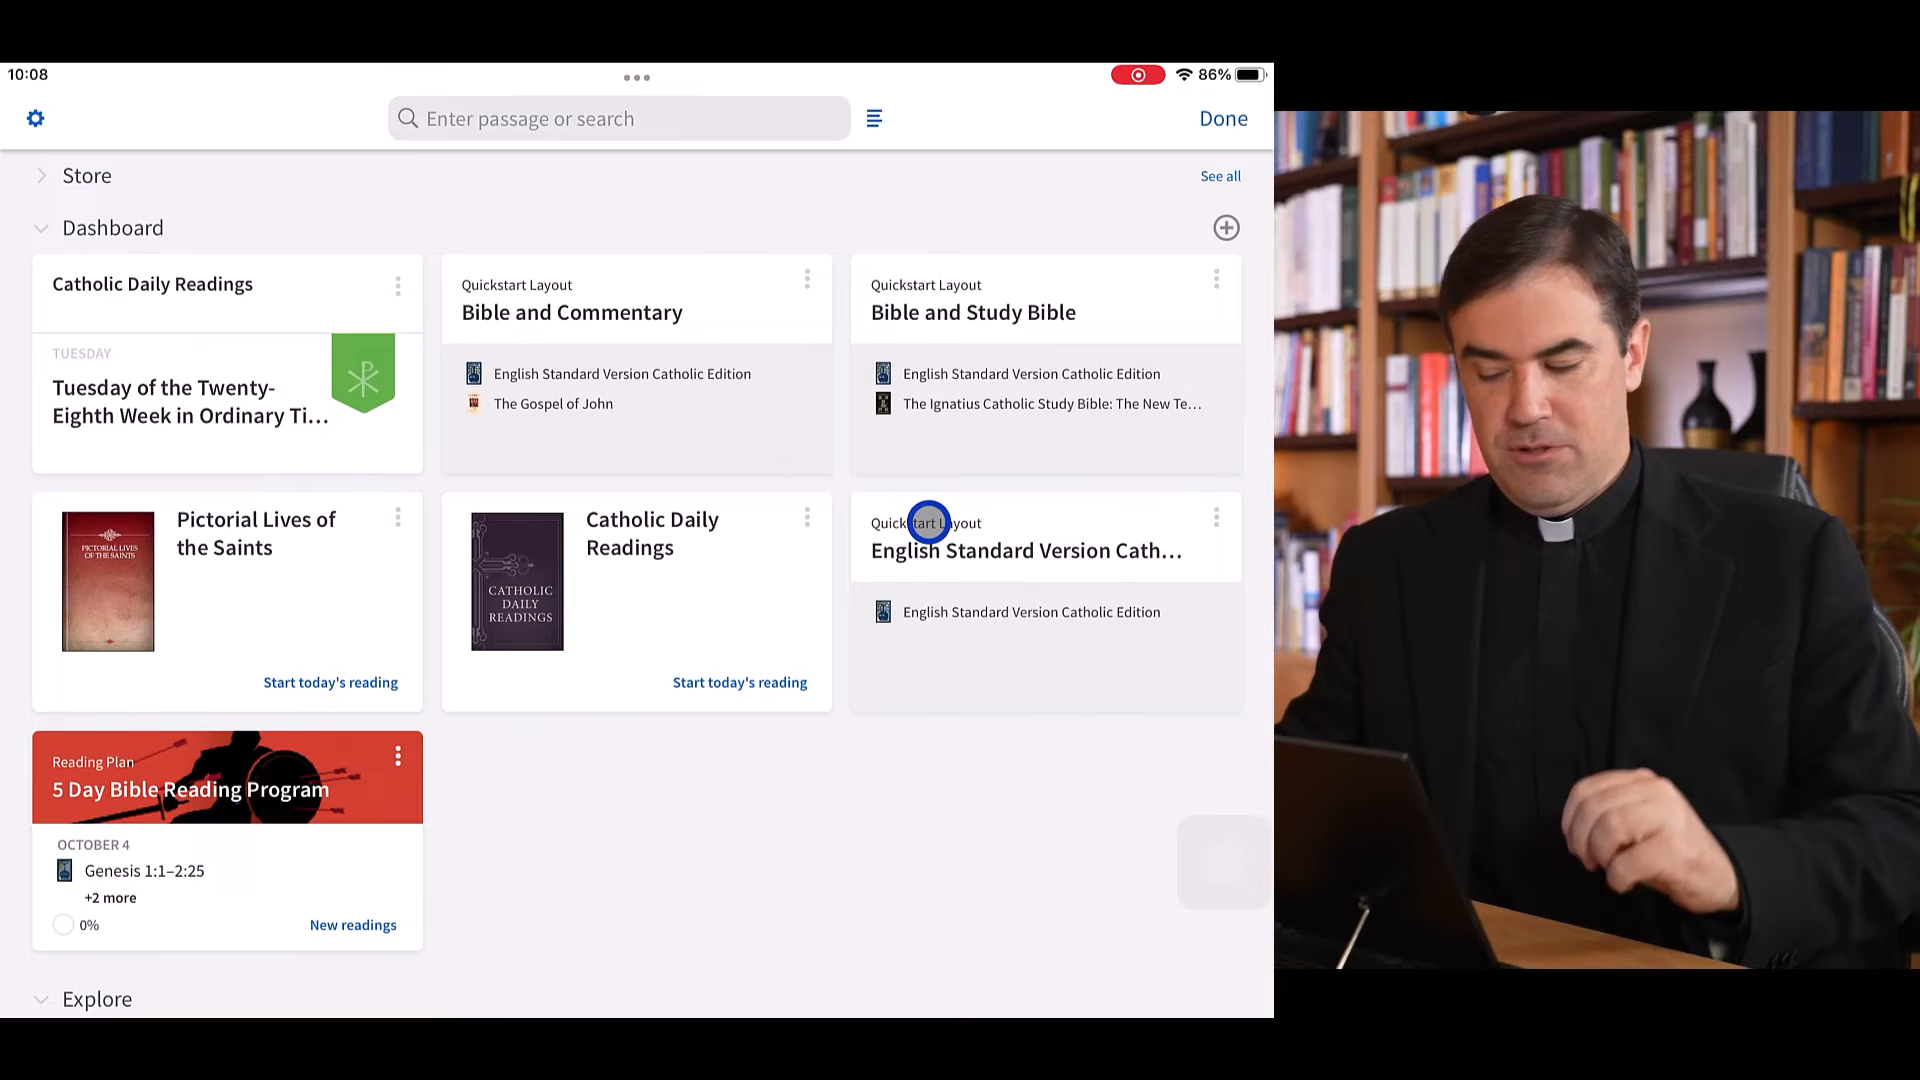 10:08
86%
Enter passage or search
Done
Store
See all
Dashboard
Catholic Daily Readings
TUESDAY
Tuesday of the Twenty-
Eighth Week in Ordinary Ti...
Quickstart Layout
Bible and Commentary
English Standard Version Catholic Edition
The Gospel of John
Quickstart Layout
Bible and Study Bible
English Standard Version Catholic Edition
The Ignatius Catholic Study Bible: The New Te...
PICTORIAL LIVES
OF THE SAINTS
Pictorial Lives of
the Saints
Start today's reading
CATHOLIC
DAILY
READINGS
Catholic Daily
Readings
Start today's reading
Quickstart Layout
English Standard Version Cath...
English Standard Version Catholic Edition
Reading Plan
5 Day Bible Reading Program
OCTOBER 4
Genesis 1:1–2:25
+2 more
0%
New readings
Explore